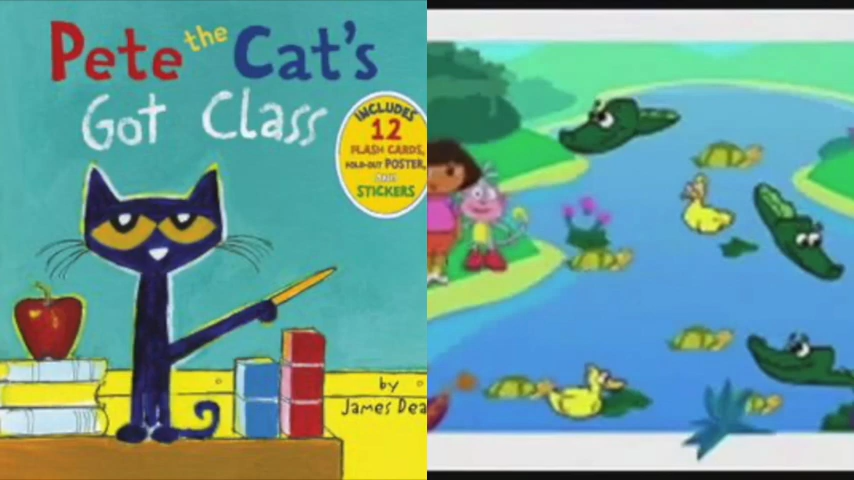 Pete the Cat's
Got Class
INCLUDES
12
FLASH CARDS,
FOLD-OUT POSTER,
AND
STICKERS
by
James Dea